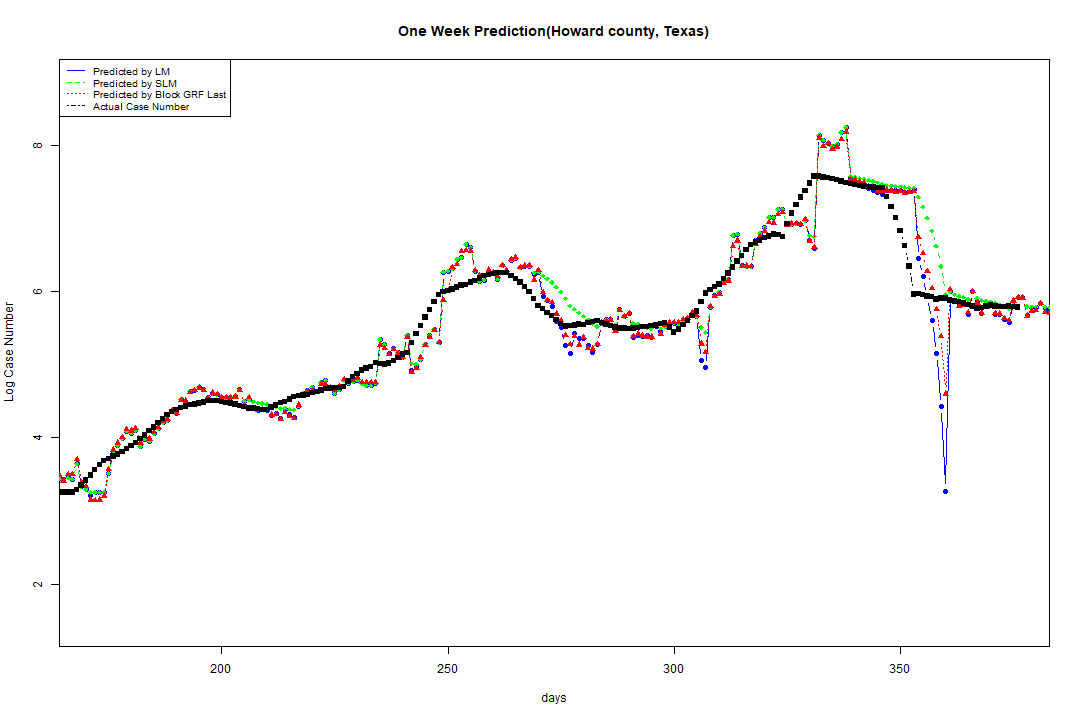 One Week Prediction(Howard county, Texas)
Predicted by LM
Predicted by SLM
Predicted by Block GRF Last
Actual Case Number
8
6
4
2
Log Case Number
200
250
300
350
days